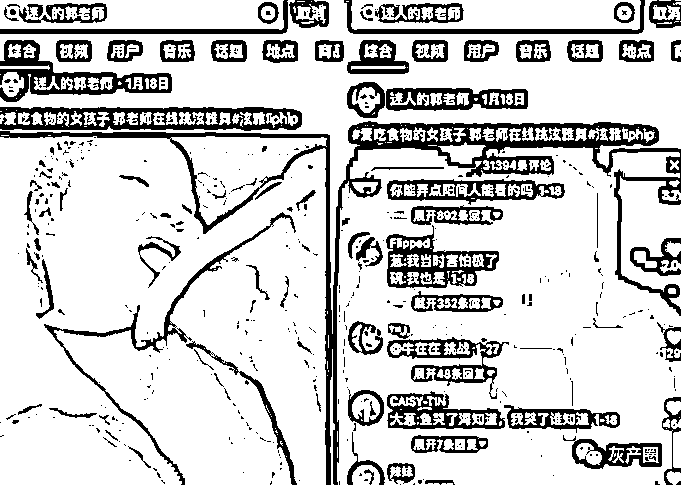 迷人的郭老师
取消
综合 视频 用户 音乐 话题 地点
迷人的郭老师 · 1月18日
#爱吃食物的女孩子 郭老师在线跳泫雅舞#泫雅liphip
迷人的郭老师
取消
综合 视频 用户 音乐 话题 地点
迷人的郭老师 · 1月18日
#爱吃食物的女孩子 郭老师在线跳泫雅舞#泫雅liphip
31394条评论
你能弄点阳间人能看的吗 1-18
展开892条回复
Flipped
葱:我当时害怕极了
我也是 1-18
展开352条回复
@牛在在 挑战 1-27
展开48条回复
CAISY-TIN
大葱:鱼哭了海知道，我哭了谁知道 1-18
展开7条回复
辣妹
灰产圈